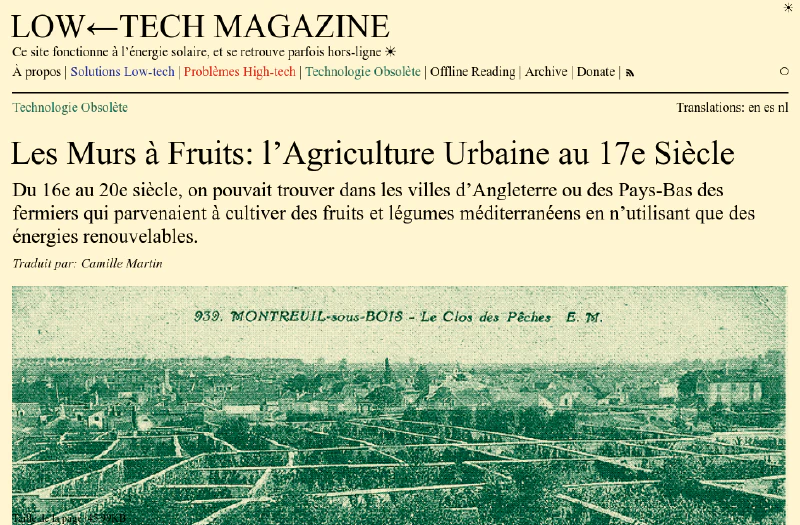 LOW←TECH MAGAZINE
Ce site fonctionne à l'énergie solaire, et se retrouve parfois hors-ligne ☀
À propos | Solutions Low-tech | Problèmes High-tech | Technologie Obsolète | Offline Reading | Archive | Donate |
Technologie Obsolète
Translations: en es nl
Les Murs à Fruits: l'Agriculture Urbaine au 17e Siècle
Du 16e au 20e siècle, on pouvait trouver dans les villes d'Angleterre ou des Pays-Bas des
fermiers qui parvenaient à cultiver des fruits et légumes méditerranéens en n'utilisant que des
énergies renouvelables.
Traduit par: Camille Martin
939. MONTREUIL-sous-BOIS - Le Clos des Pêches E. M.
Taille de la page